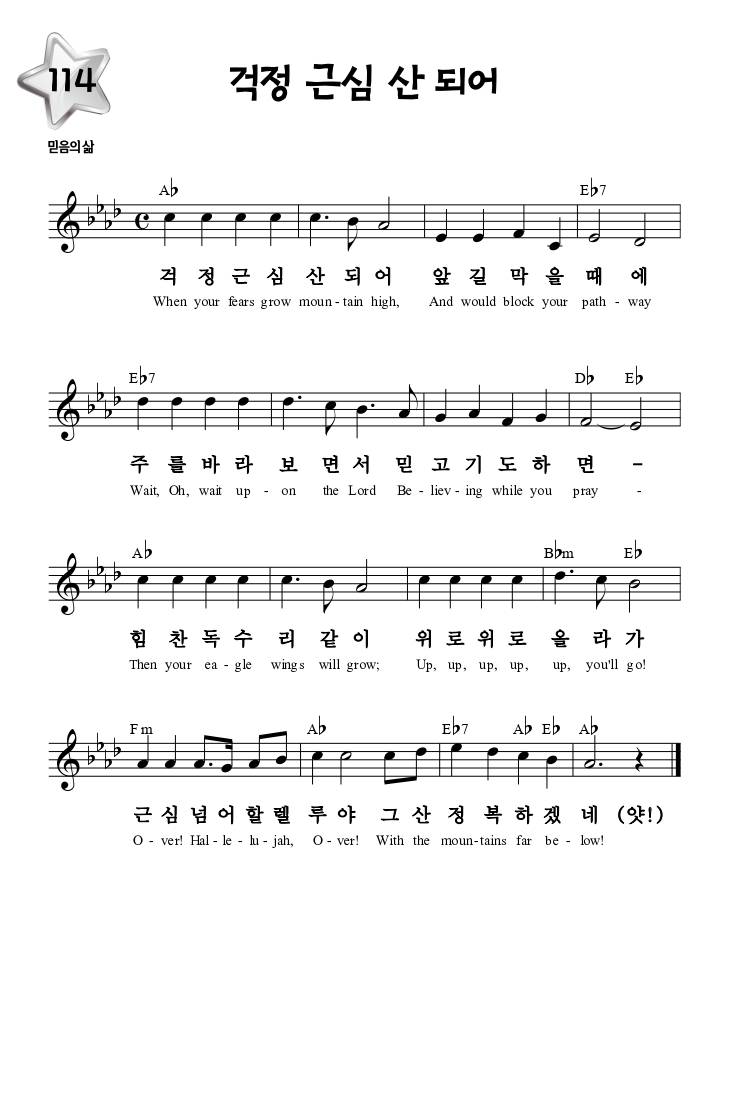 114
걱정 근심 산 되어
믿음의 삶
A♭ E♭7
걱 정 근 심 산 되 어 앞 길 막 을 때 에
When your fears grow moun - tain high, And would block your path - way
E♭7 D♭ E♭
주 를 바 라 보 면 서 믿 고 기 도 하 면 -
Wait, Oh, wait up - on the Lord Be - liev - ing while you pray -
A♭ B♭m E♭
힘 찬 독 수 리 같 이 위 로 위 로 올 라 가
Then your ea - gle wings will grow; Up, up, up, up, up, you'll go!
Fm A♭ E♭7 A♭ E♭ A♭
근 심 넘 어 할 렐 루 야 그 산 정 복 하 겠 네 (얏!)
O - ver! Hal - le - lu - jah, O - ver! With the moun - tains far be - low!